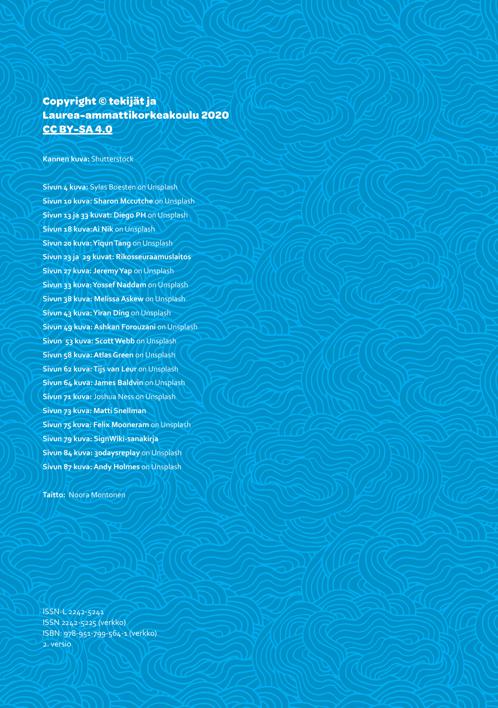 Copyright © tekijät ja
Laurea-ammattikorkeakoulu 2020
CC BY-SA 4.0
Kannen kuva: Shutterstock
Sivun 4 kuva: Sylas Boesten on Unsplash
Sivun 10 kuva: Sharon Mccutche on Unsplash
Sivun 13 ja 33 kuvat: Diego PH on Unsplash
Sivun 18 kuva:Ai Nik on Unsplash
Sivun 20 kuva: Yiqun Tang on Unsplash
Sivun 23 ja 29 kuvat: Rikosseuraamuslaitos
Sivun 27 kuva: Jeremy Yap on Unsplash
Sivun 33 kuva: Yossef Naddam on Unsplash
Sivun 38 kuva: Melissa Askew on Unsplash
Sivun 43 kuva: Yiran Ding on Unsplash
Sivun 49 kuva: Ashkan Forouzani on Unsplash
Sivun 53 kuva: Scott Webb on Unsplash
Sivun 58 kuva: Atlas Green on Unsplash
Sivun 62 kuva: Tijs van Leur on Unsplash
Sivun 64 kuva: James Baldvin on Unsplash
Sivun 71 kuva: Joshua Ness on Unsplash
Sivun 73 kuva: Matti Snellman
Sivun 75 kuva: Felix Mooneram on Unsplash
Sivun 79 kuva: SignWiki-sanakirja
Sivun 84 kuva: 30daysreplay on Unsplash
Sivun 87 kuva: Andy Holmes on Unsplash
Taitto: Noora Montonen
ISSN-L 2242-5241
ISSN 2242-5225 (verkko)
ISBN: 978-951-799-564-1 (verkko)
2. versio